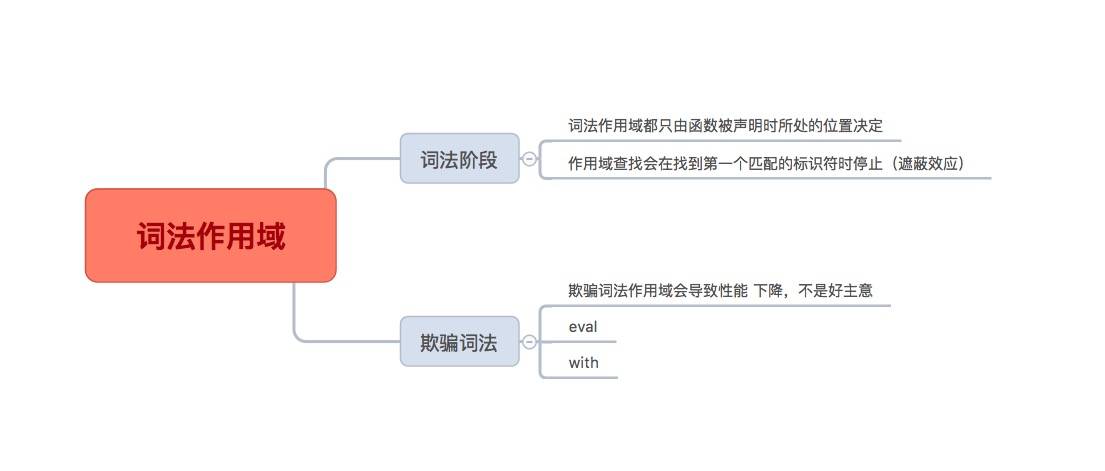 词法作用域
词法阶段
词法作用域都只由函数被声明时所处的位置决定
作用域查找会在找到第一个匹配的标识符时停止（遮蔽效应）
欺骗词法
欺骗词法作用域会导致性能 下降，不是好主意
eval
with